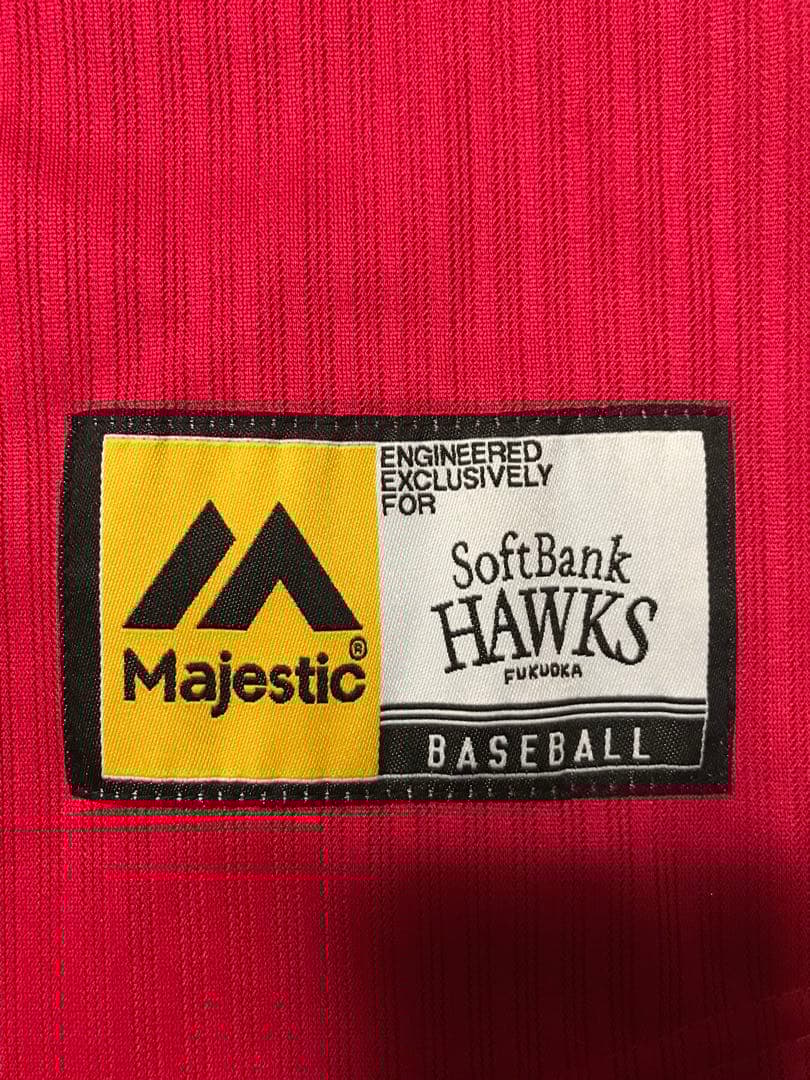 Majestic®
ENGINEERED
EXCLUSIVELY
FOR
SoftBank
HAWKS
FUKUOKA
BASEBALL